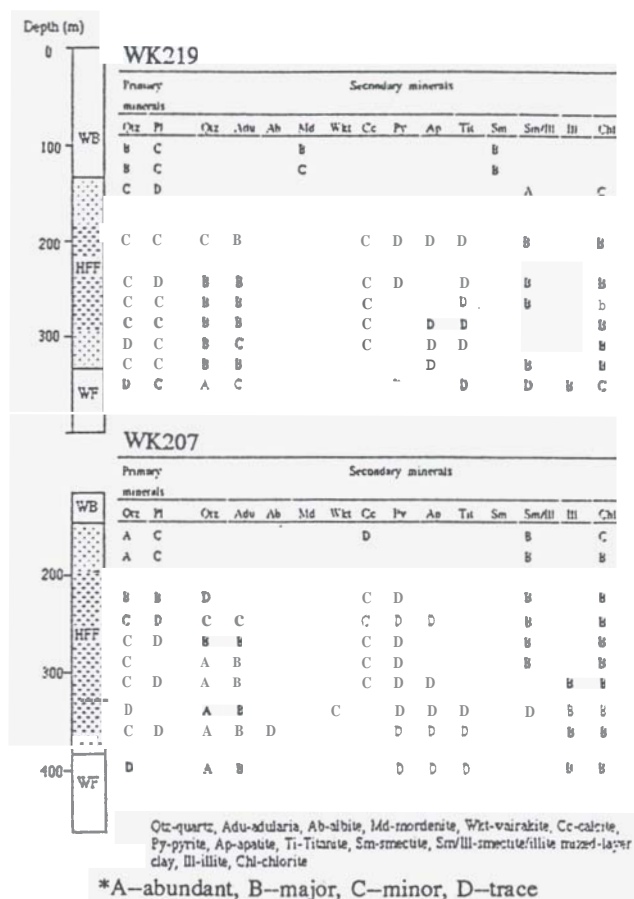 Depth (m)
0
WK219
Primary minerals Secondary minerals
Qtz Pl Qtz Adu Ab Md Wkt Cc Py Ap Tit Sm Sm/Ill Ill Chl
WB
100
B C B B
B C C B
C D A C
200
C C C B C D D D B B
HFF
C D B B C D D B B
C C B B C D B b
300
C C B B C D D B
D C B C C D D B
C C B B D B B
WF
D C A C D D B C
WK207
Primary minerals Secondary minerals
WB
Qtz Pl Qtz Adu Ab Md Wkt Cc Py Ap Tit Sm Sm/Ill Ill Chl
A C D B C
A C B B
200
B B D C D B B
C D C C C D D B B
HFF
C D B B C D B B
C A B C D B B
300
C D A B C D D B B
D A B C D D D D B B
C D A B D D D D B B
400
WF
D A B D D D B B
Qtz-quartz, Adu-adularia, Ab-albite, Md-mordenite, Wkt-wairakite, Cc-calcite,
Py-pyrite, Ap-apatite, Ti-Titanite, Sm-smectite, Sm/Ill-smectite/illite mixed-layer
clay, Ill-illite, Chl-chlorite
*A--abundant, B--major, C--minor, D--trace